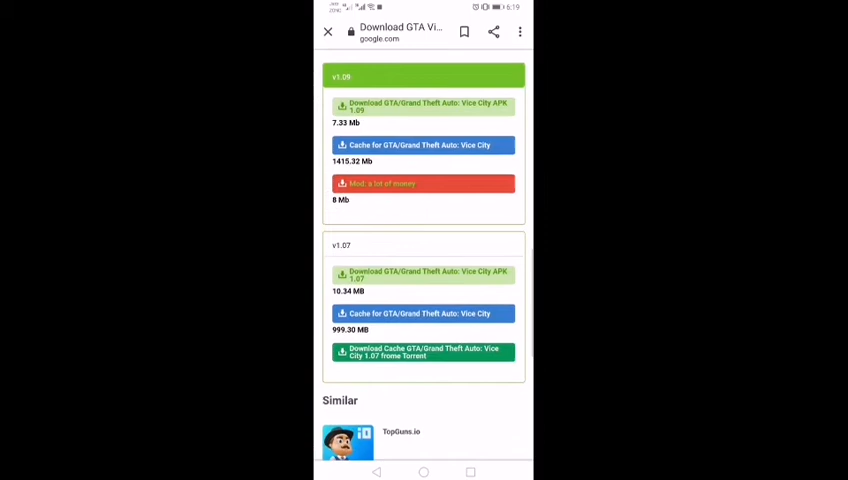 6:19
Download GTA Vi...
google.com
v1.09
Download GTA/Grand Theft Auto: Vice City APK
1.09
7.33 Mb
Cache for GTA/Grand Theft Auto: Vice City
1415.32 Mb
Mod: a lot of money
8 Mb
v1.07
Download GTA/Grand Theft Auto: Vice City APK
1.07
10.34 MB
Cache for GTA/Grand Theft Auto: Vice City
999.30 MB
Download Cache GTA/Grand Theft Auto: Vice
City 1.07 frome Torrent
Similar
iO
TopGuns.io